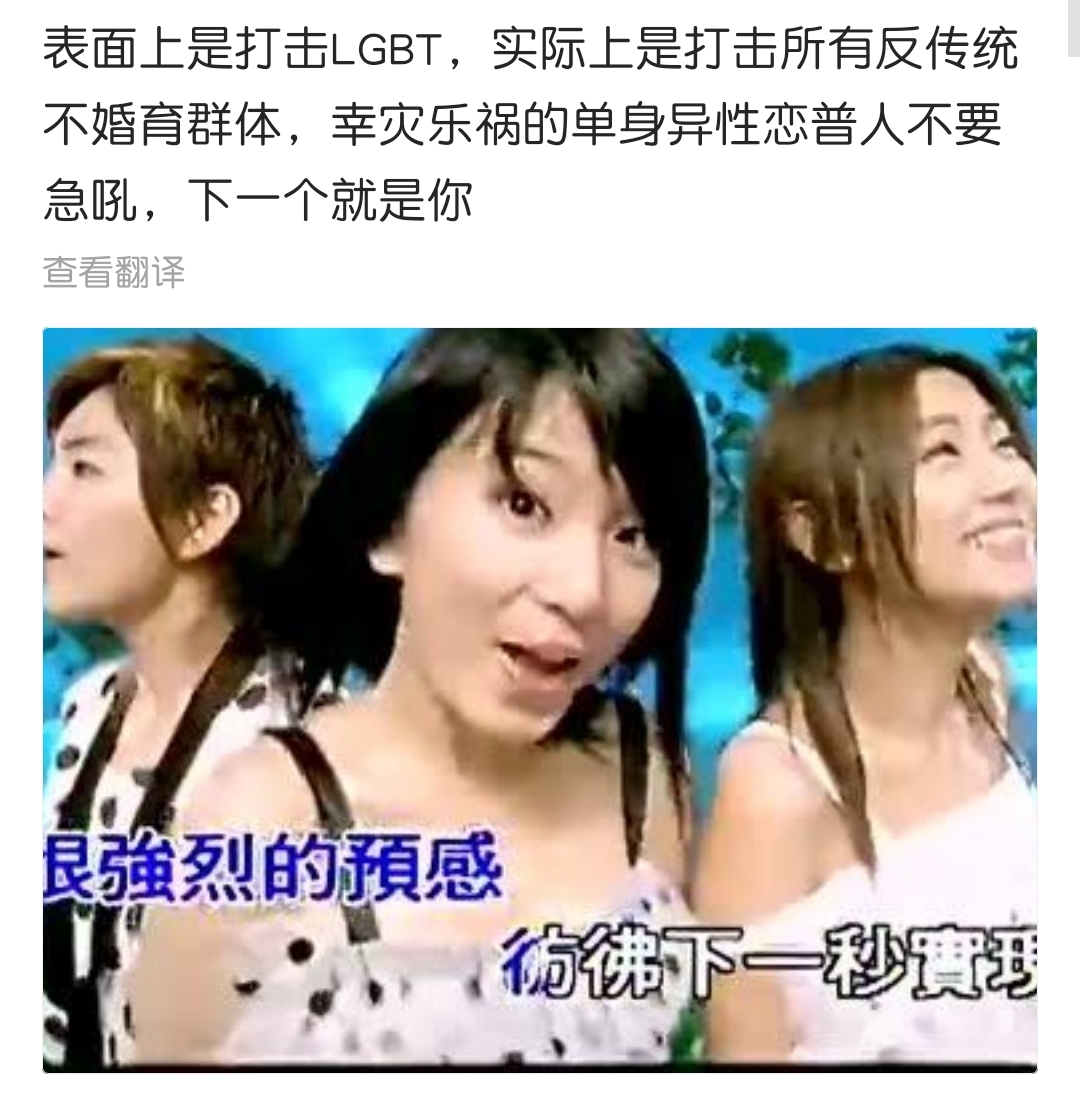 表面上是打击LGBT，实际上是打击所有反传统
不婚育群体，幸灾乐祸的单身异性恋普人不要
急吼，下一个就是你
查看翻译
很強烈的預感
彷彿下一秒實現